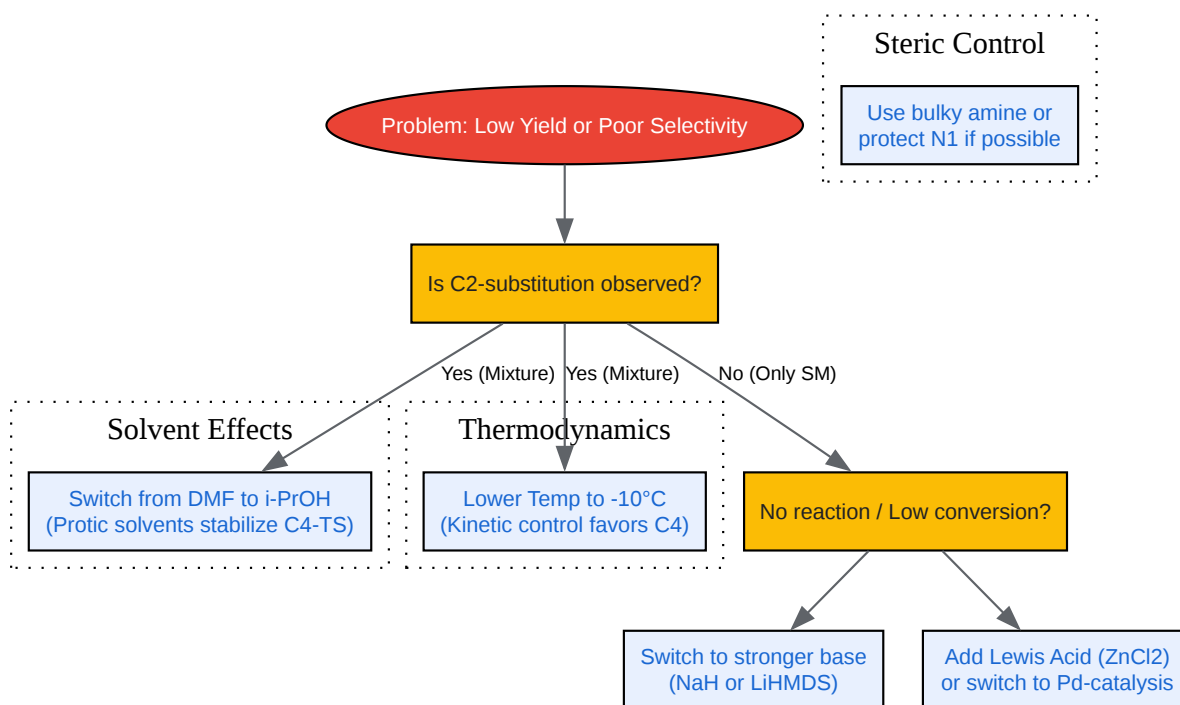 Steric Control
Use bulky amine or
protect N1 if possible
Problem: Low Yield or Poor Selectivity
Is C2-substitution observed?
Yes (Mixture)
Yes (Mixture)
No (Only SM)
Solvent Effects
Switch from DMF to i-PrOH
(Protic solvents stabilize C4-TS)
Thermodynamics
Lower Temp to -10°C
(Kinetic control favors C4)
No reaction / Low conversion?
Switch to stronger base
(NaH or LiHMDS)
Add Lewis Acid (ZnCl2)
or switch to Pd-catalysis